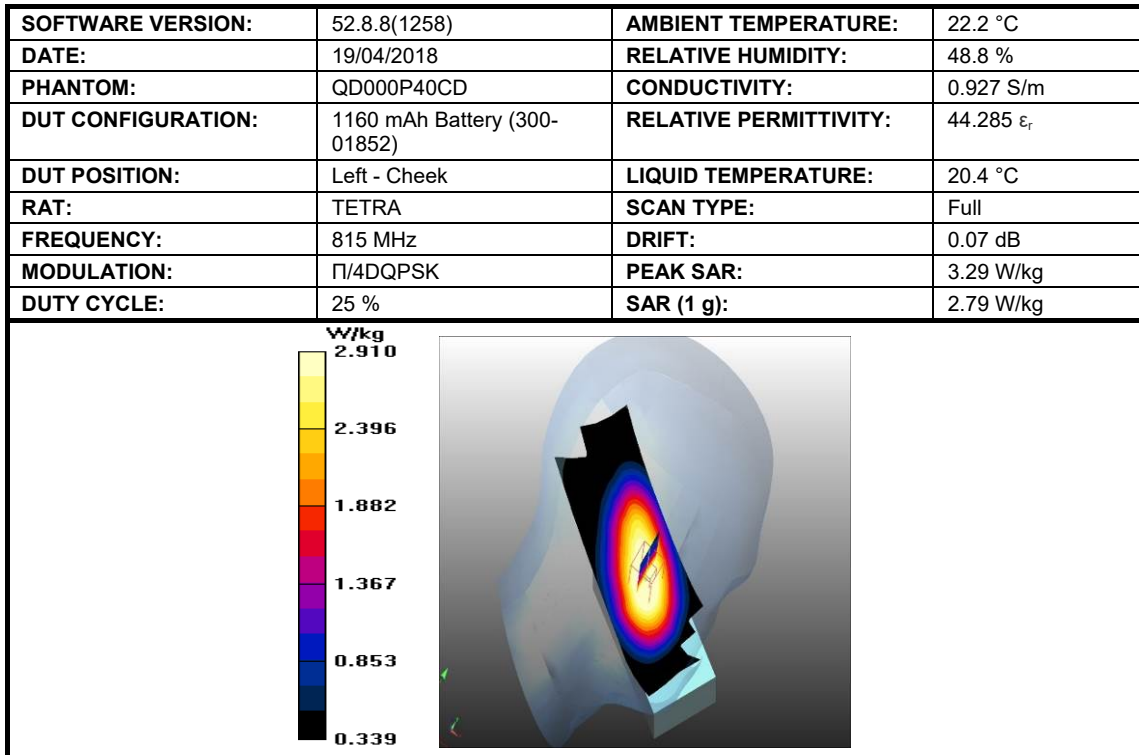 SOFTWARE VERSION: 52.8.8(1258) AMBIENT TEMPERATURE: 22.2 °C
DATE: 19/04/2018 RELATIVE HUMIDITY: 48.8 %
PHANTOM: QD000P40CD CONDUCTIVITY: 0.927 S/m
DUT CONFIGURATION: 1160 mAh Battery (300- RELATIVE PERMITTIVITY: 44.285 εr
01852)
DUT POSITION: Left - Cheek LIQUID TEMPERATURE: 20.4 °C
RAT: TETRA SCAN TYPE: Full
FREQUENCY: 815 MHz DRIFT: 0.07 dB
MODULATION: П/4DQPSK PEAK SAR: 3.29 W/kg
DUTY CYCLE: 25 % SAR (1 g): 2.79 W/kg
W/kg
2.910
2.396
1.882
1.367
0.853
0.339